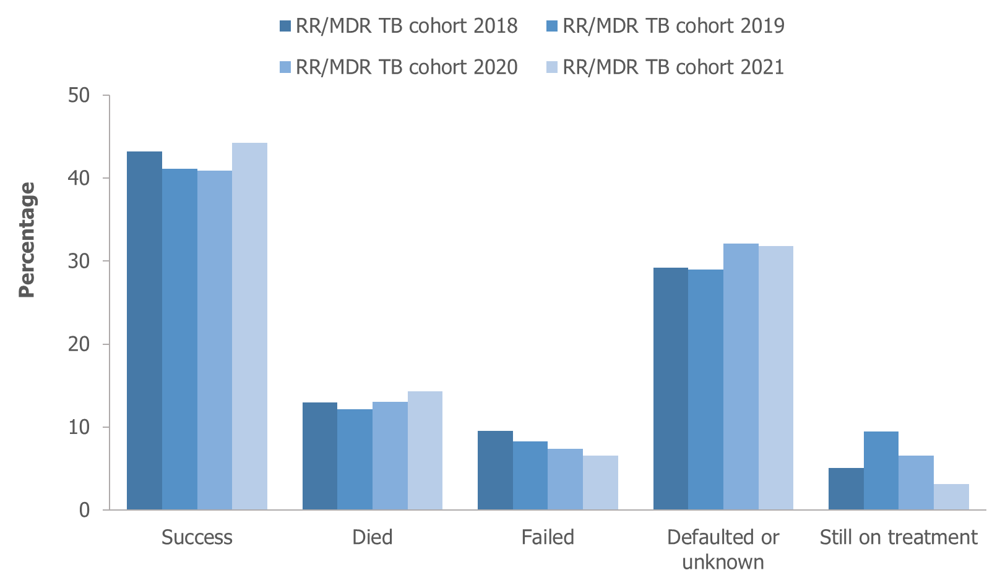 RR/MDR TB cohort 2018
RR/MDR TB cohort 2019
RR/MDR TB cohort 2020
RR/MDR TB cohort 2021
Percentage
50
40
30
20
10
0
Success
Died
Failed
Defaulted or
unknown
Still on treatment